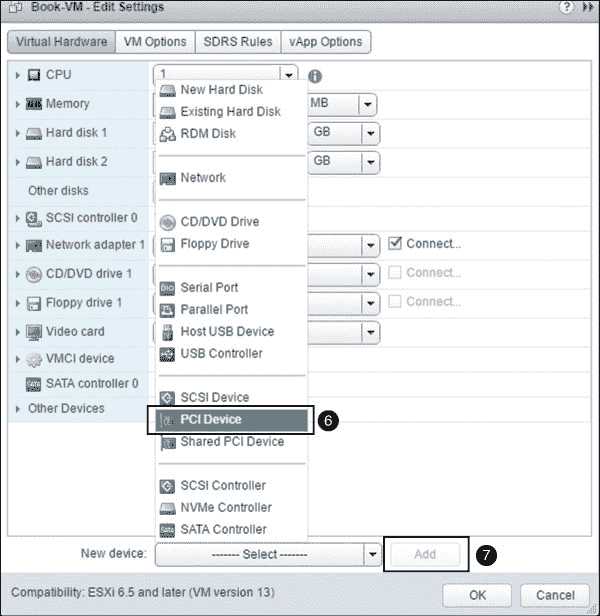 Book-VM - Edit Settings
Virtual Hardware VM Options SDRS Rules vApp Options
CPU 1
New Hard Disk
Memory MB
Existing Hard Disk
Hard disk 1 GB
RDM Disk
Hard disk 2 GB
Network
Other disks
SCSI controller 0
CD/DVD Drive
Network adapter 1 Floppy Drive Connect...
CD/DVD drive 1 Connect...
Serial Port
Floppy drive 1 Connect...
Parallel Port
Video card Host USB Device
VMCI device USB Controller
SATA controller 0
SCSI Device
Other Devices
PCI Device 6
Shared PCI Device
SCSI Controller
NVMe Controller
SATA Controller
New device: ------- Select ------- Add 7
Compatibility: ESXi 6.5 and later (VM version 13) OK Cancel